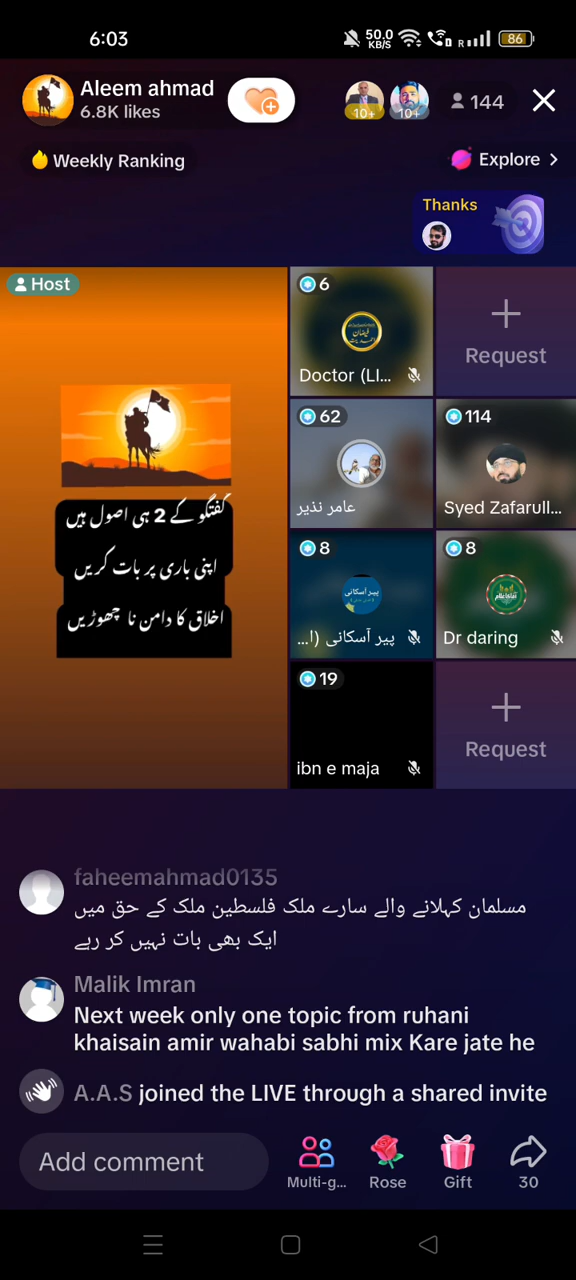 6:03
50.0
KB/S
R
86
Aleem ahmad
6.8K likes
10+
10+
144
Weekly Ranking
Explore
Thanks
Host
گفتگو کے 2 ہی اصول ہیں
اپنی باری پر بات کریں
اخلاق کا دامن نا چھوڑیں
6
فیضان
Doctor (LI...
Request
62
عامر نذیر
114
Syed Zafarull...
8
پیر آسکانی
پیر آسکانی (ا...
8
Dr daring
19
ibn e maja
Request
faheemahmad0135
مسلمان کہلانے والے سارے ملک فلسطین ملک کے حق میں
ایک بھی بات نہیں کر رہے
Malik Imran
Next week only one topic from ruhani
khaisain amir wahabi sabhi mix Kare jate he
A.A.S joined the LIVE through a shared invite
Add comment
Multi-g...
Rose
Gift
30